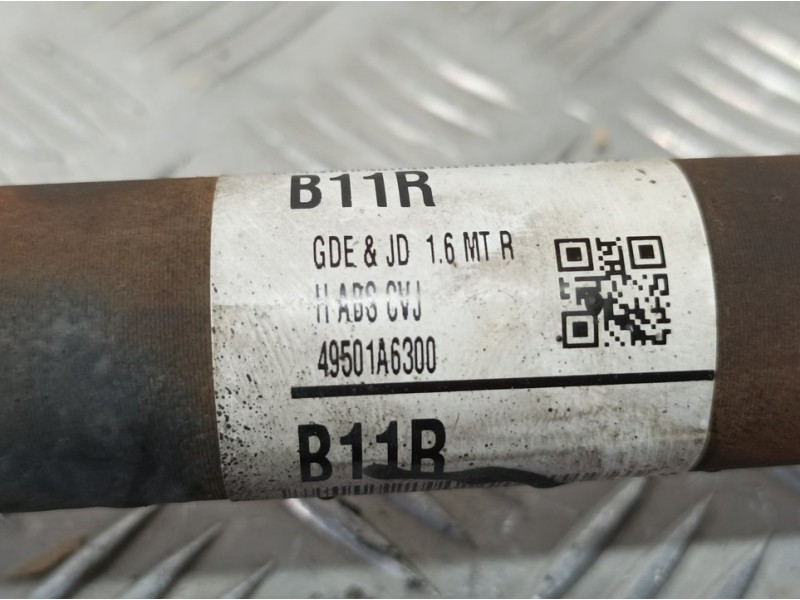 B11R
GDE & JD 1.6 MT R
H ABS CVJ
49501A6300
B11R